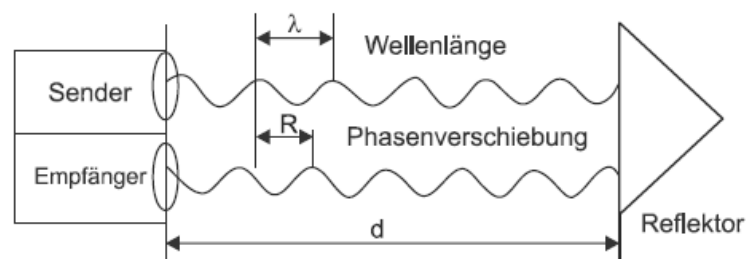 λ
Wellenlänge
Sender
R
Phasenverschiebung
Empfänger
d
Reflektor